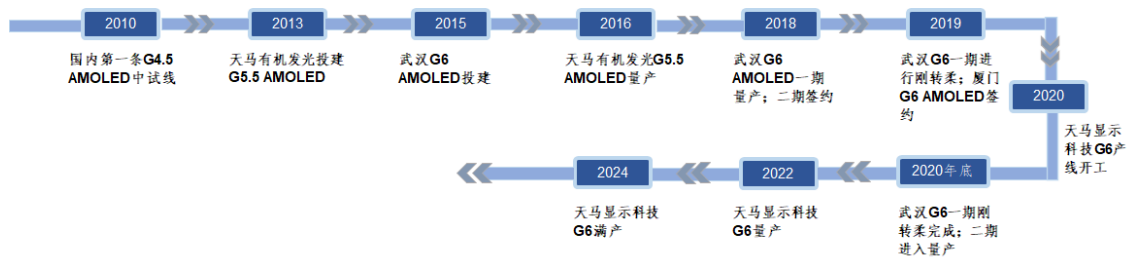 2010
国内第一条G4.5
AMOLED中试线
2013
天马有机发光投建
G5.5 AMOLED
2015
武汉G6
AMOLED投建
2016
天马有机发光G5.5
AMOLED量产
2018
武汉G6
AMOLED一期
量产；二期签约
2019
武汉G6一期进
行刚转柔；厦门
G6 AMOLED签
约
2020
天马显示
科技G6产
线开工
2020年底
武汉G6一期刚
转柔完成；二期
进入量产
2022
天马显示科技
G6量产
2024
天马显示科技
G6满产